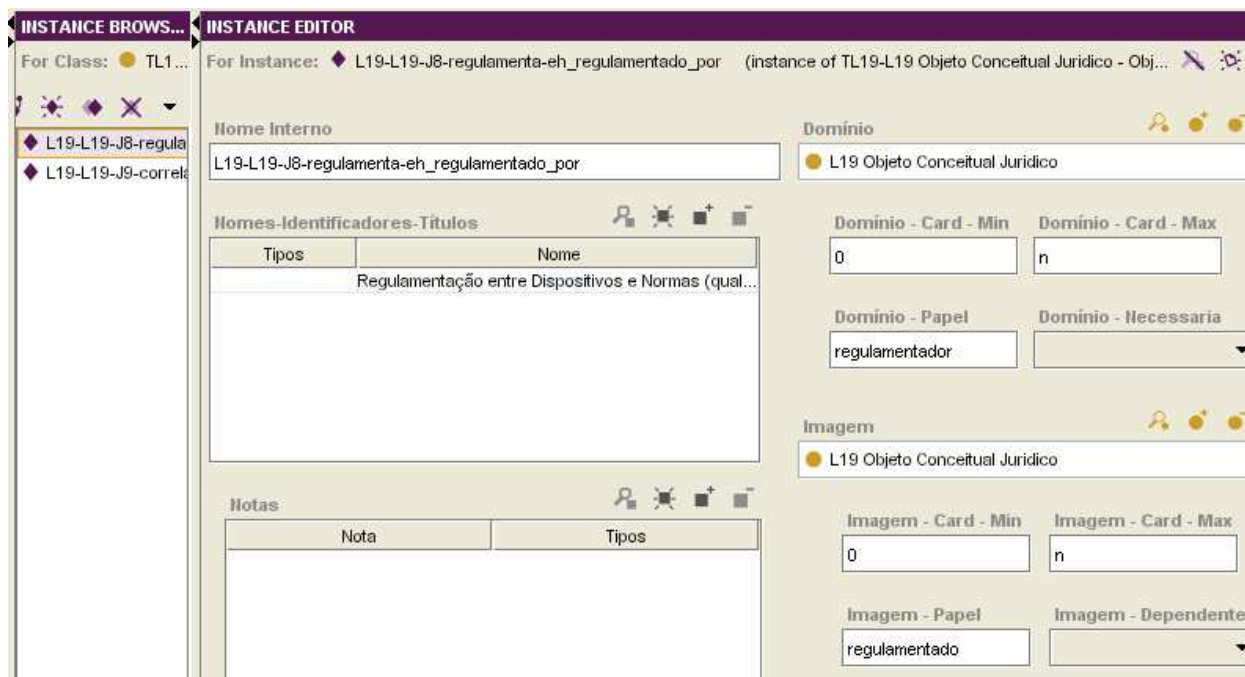 INSTANCE BROWS...
For Class: TL1...
L19-L19-J8-regula
L19-L19-J9-correla
INSTANCE EDITOR
For Instance: L19-L19-J8-regulamenta-eh_regulamentado_por (instance of TL19-L19 Objeto Conceitual Juridico - Obj...
Nome Interno
L19-L19-J8-regulamenta-eh_regulamentado_por
Nomes-Identificadores-Títulos
Tipos Nome
Regulamentação entre Dispositivos e Normas (qual...
Notas
Nota Tipos
Domínio
L19 Objeto Conceitual Juridico
Domínio - Card - Min Domínio - Card - Max
0 n
Domínio - Papel Domínio - Necessaria
regulamentador
Imagem
L19 Objeto Conceitual Juridico
Imagem - Card - Min Imagem - Card - Max
0 n
Imagem - Papel Imagem - Dependente
regulamentado